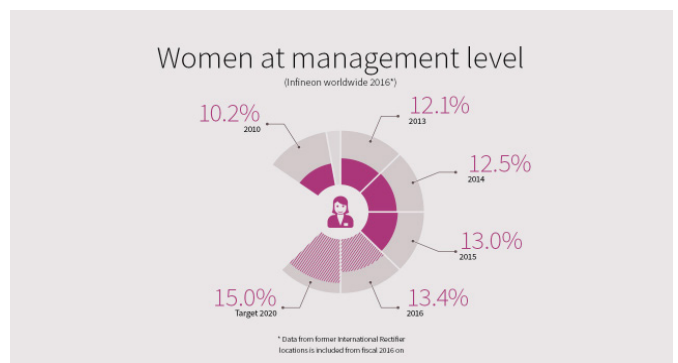 Women at management level
(Infineon worldwide 2016*)
10.2%
2010
12.1%
2013
12.5%
2014
13.0%
2015
13.4%
2016
15.0%
Target 2020
* Data from former International Rectifier
locations is included from fiscal 2016 on